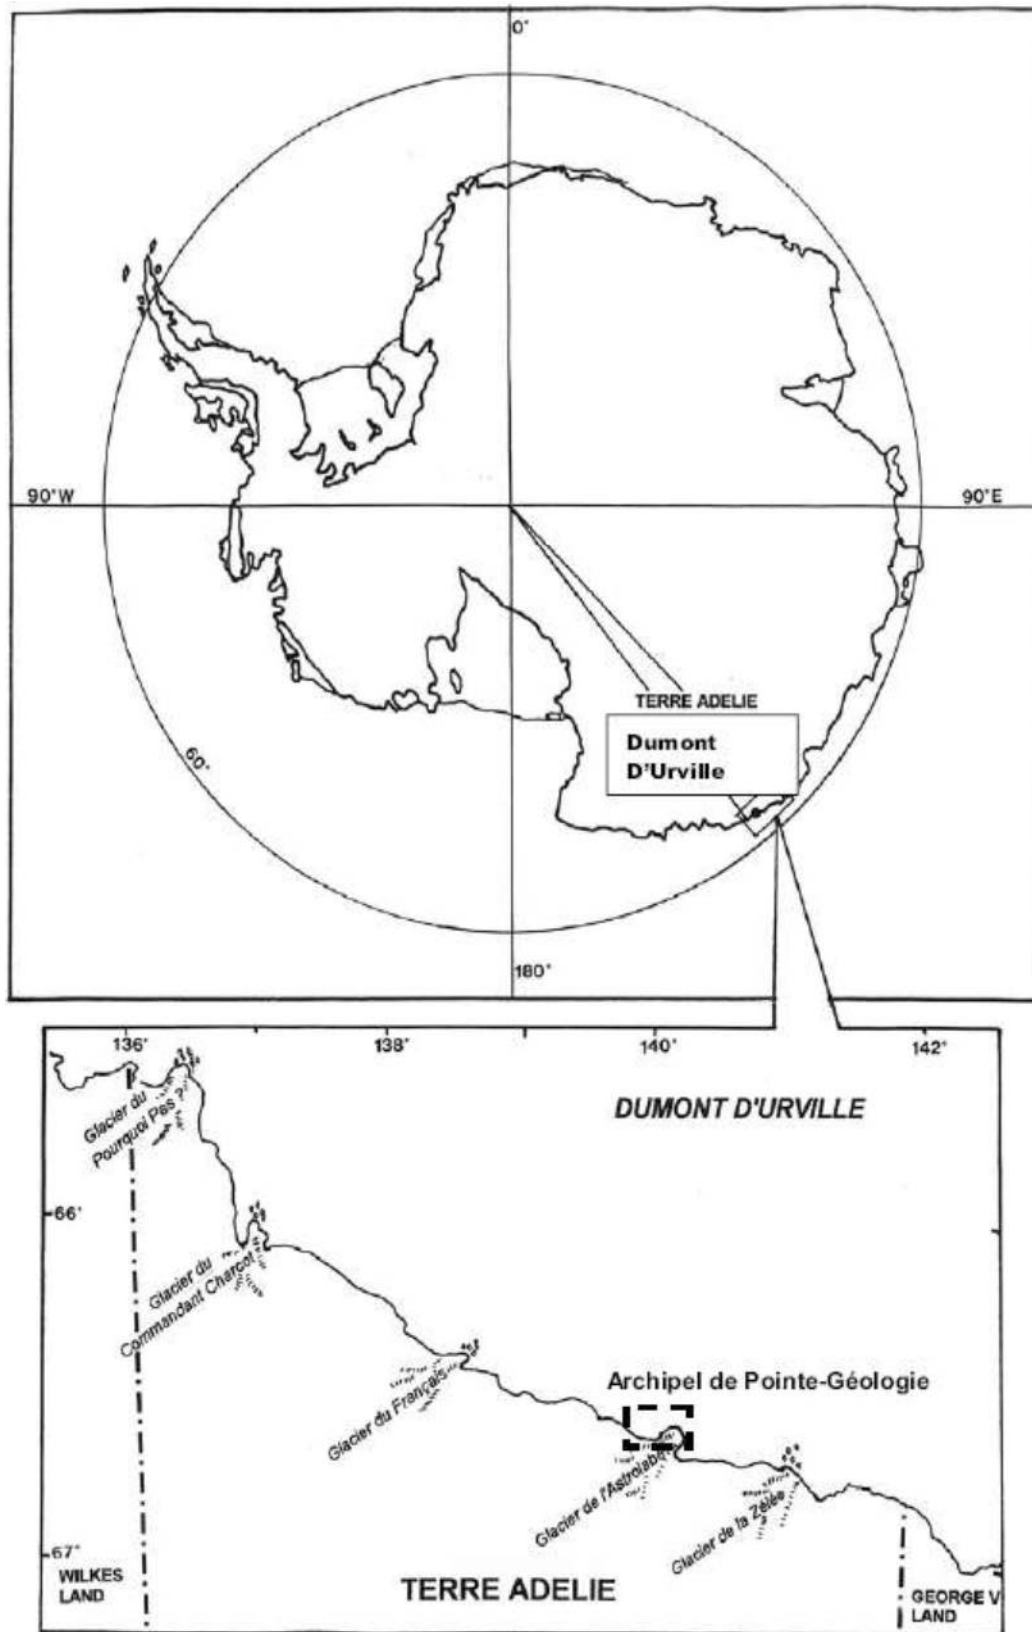 0°
90°W
90°E
TERRE ADELIE
Dumont
D'Urville
60°
180°
136°
138°
140°
142°
Glacier du
Pourquoi Pas ?
DUMONT D'URVILLE
66°
Glacier du
Commandant Charcot
Archipel de Pointe-Géologie
Glacier du Français
Glacier de l'Astrolabe
Glacier de la Zélée
67°
WILKES
LAND
TERRE ADELIE
GEORGE V
LAND